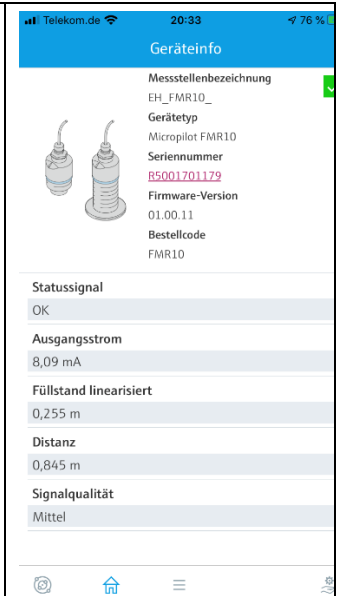 Telekom.de 20:33 76 %
Geräteinfo
Messstellenbezeichnung
EH_FMR10_
Gerätetyp
Micropilot FMR10
Seriennummer
R5001701179
Firmware-Version
01.00.11
Bestellcode
FMR10
Statussignal
OK
Ausgangsstrom
8,09 mA
Füllstand linearisiert
0,255 m
Distanz
0,845 m
Signalqualität
Mittel